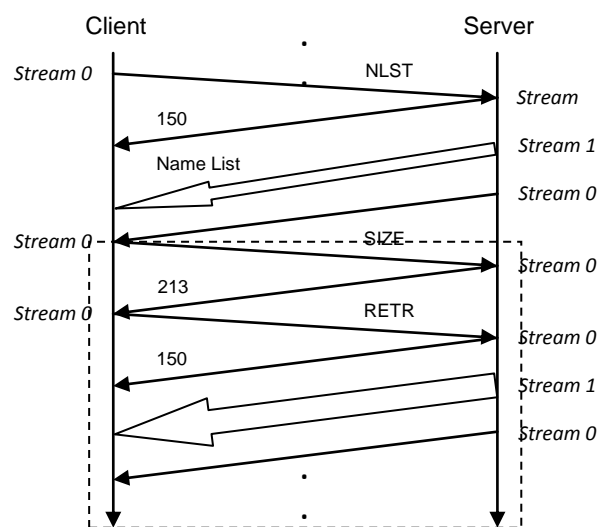 Client Server
Stream 0 NLST
Stream
150
Stream 1
Name List
Stream 0
Stream 0 SIZE
Stream 0
213
Stream 0 RETR
Stream 0
150
Stream 1
Stream 0